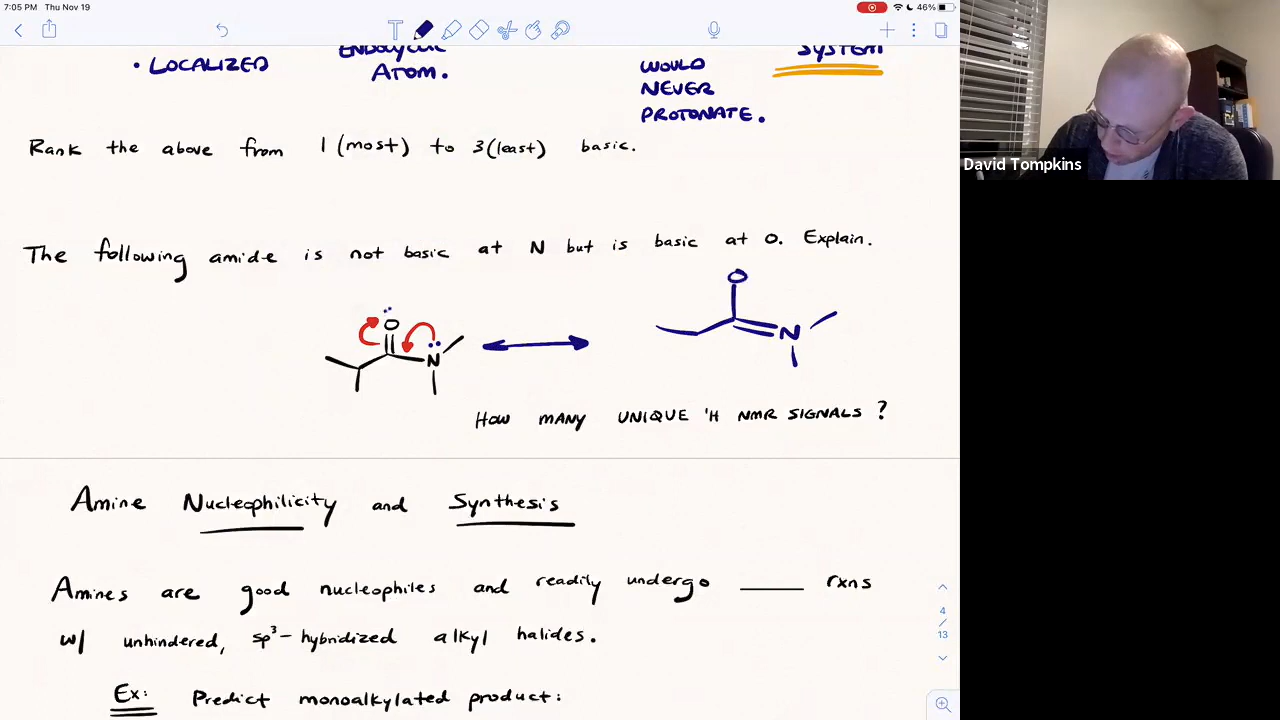 7:05 PM Thu Nov 19
46%
T
• LOCALIZED
ENDOCYCLIC
ATOM.
WOULD
NEVER
PROTONATE.
SYSTEM
David Tompkins
Rank the above from 1 (most) to 3 (least) basic.
The following amide is not basic at N but is basic at O. Explain.
O
N
O
N
HOW MANY UNIQUE 'H NMR SIGNALS ?
Amine Nucleophilicity and Synthesis
Amines are good nucleophiles and readily undergo ____ rxns
w/ unhindered, sp³-hybridized alkyl halides.
Ex: Predict monoalkylated product:
4
/
13